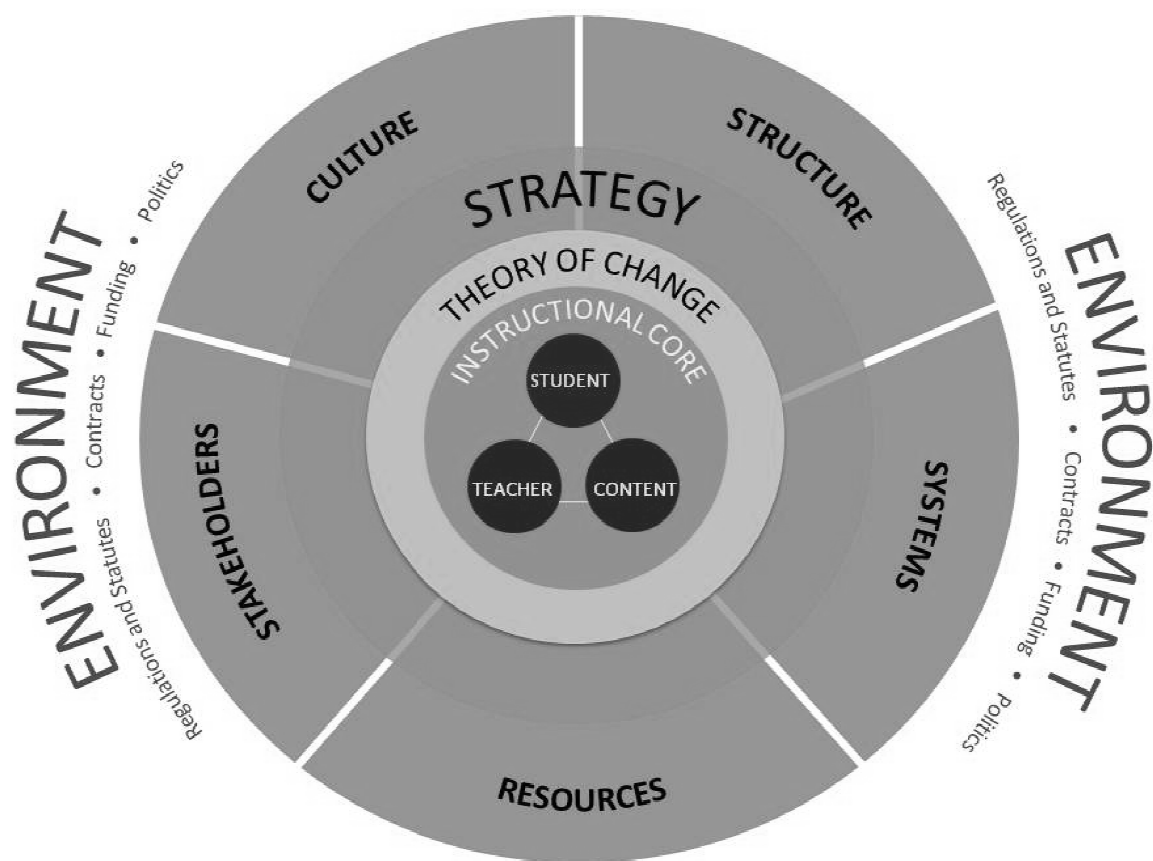 CULTURE
STRUCTURE
STRATEGY
THEORY OF CHANGE
INSTRUCTIONAL CORE
STUDENT
TEACHER
CONTENT
STAKEHOLDERS
SYSTEMS
RESOURCES
ENVIRONMENT
Regulations and Statutes • Contracts • Funding • Politics
ENVIRONMENT
Regulations and Statutes • Contracts • Funding • Politics